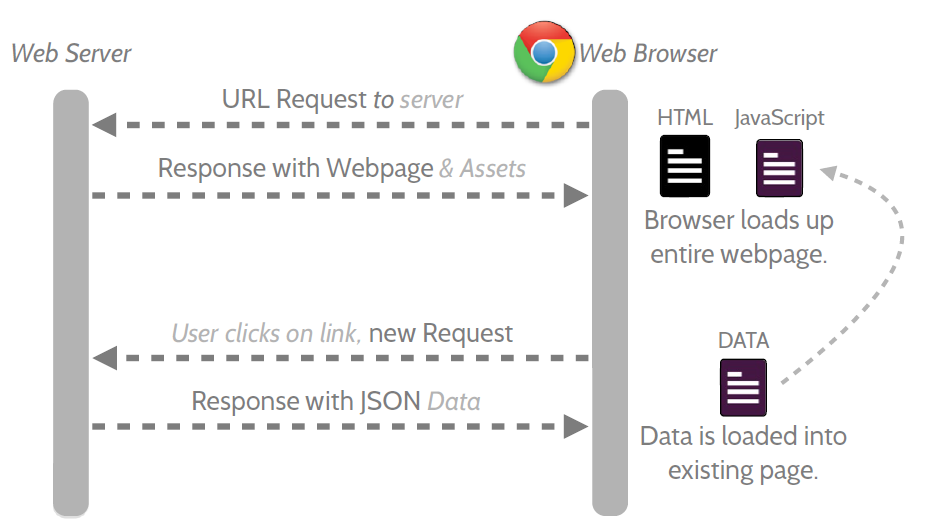 Web Server
Web Browser
URL Request to server
HTML
JavaScript
Response with Webpage & Assets
Browser loads up
entire webpage.
User clicks on link, new Request
DATA
Response with JSON Data
Data is loaded into
existing page.